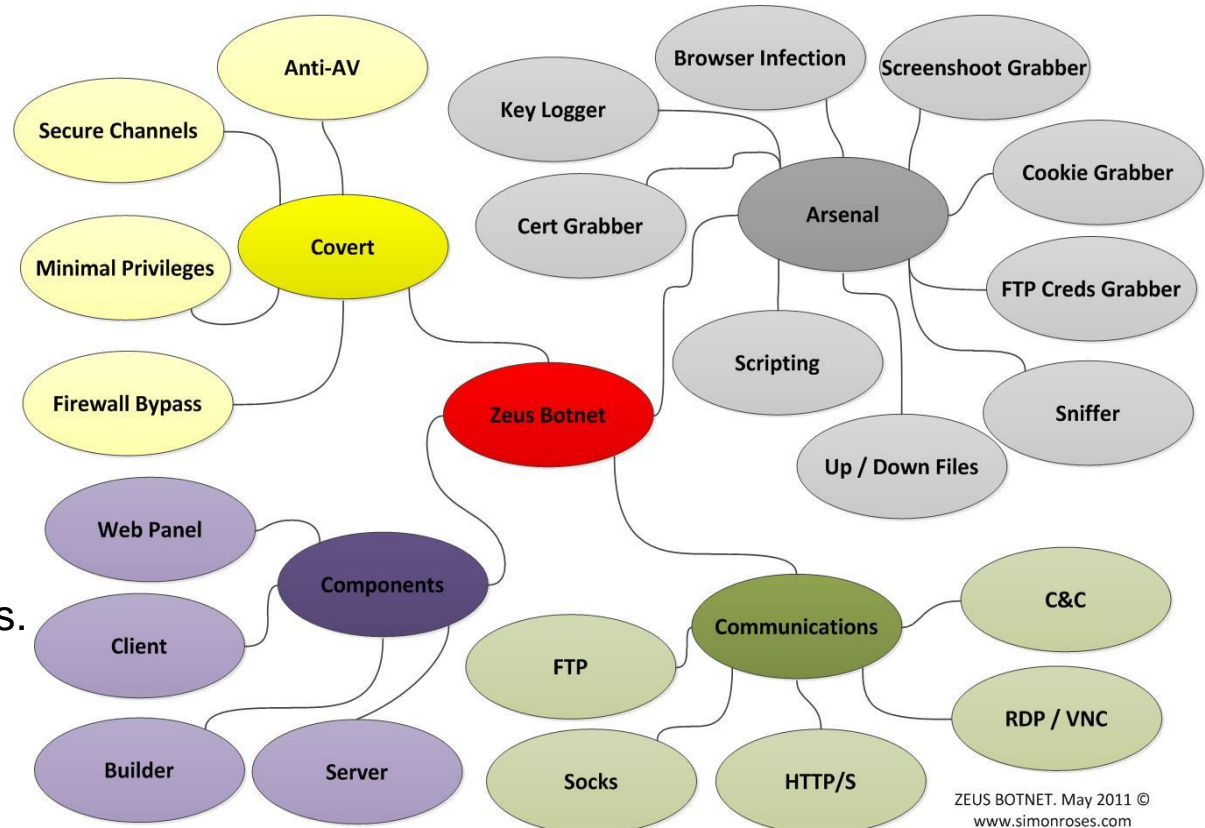 Anti-AV
Secure Channels
Minimal Privileges
Firewall Bypass
Covert
Browser Infection
Screenshoot Grabber
Key Logger
Cert Grabber
Arsenal
Cookie Grabber
FTP Creds Grabber
Scripting
Sniffer
Up / Down Files
Zeus Botnet
Web Panel
Components
s.
Client
Builder
Server
Communications
C&C
FTP
RDP / VNC
Socks
HTTP/S
ZEUS BOTNET. May 2011 ©
www.simonroses.com